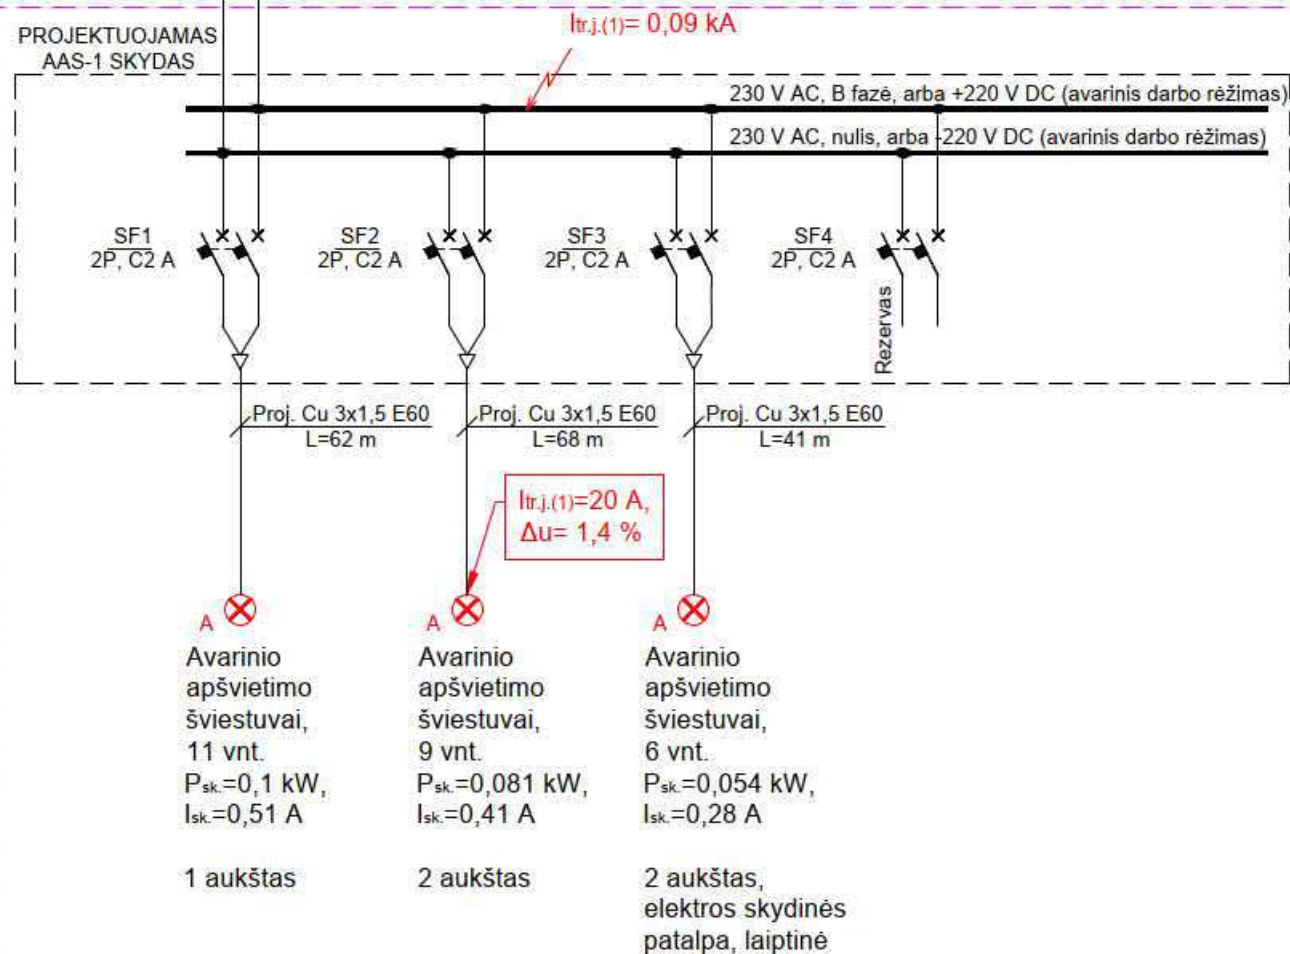 Itr.j.(1)= 0,09 kA
PROJEKTUOJAMAS
AAS-1 SKYDAS
230 V AC, B fazė, arba +220 V DC (avarinis darbo rėžimas)
230 V AC, nulis, arba -220 V DC (avarinis darbo rėžimas)
SF1
2P, C2 A
SF2
2P, C2 A
SF3
2P, C2 A
SF4
2P, C2 A
Rezervas
Proj. Cu 3x1,5 E60
L=62 m
Proj. Cu 3x1,5 E60
L=68 m
Proj. Cu 3x1,5 E60
L=41 m
Itr.j.(1)=20 A,
Δu= 1,4 %
A
A
A
Avarinio
apšvietimo
šviestuvai,
11 vnt.
Psk.=0,1 kW,
Isk.=0,51 A
1 aukštas
Avarinio
apšvietimo
šviestuvai,
9 vnt.
Psk.=0,081 kW,
Isk.=0,41 A
2 aukštas
Avarinio
apšvietimo
šviestuvai,
6 vnt.
Psk.=0,054 kW,
Isk.=0,28 A
2 aukštas,
elektros skydinės
patalpa, laiptinė